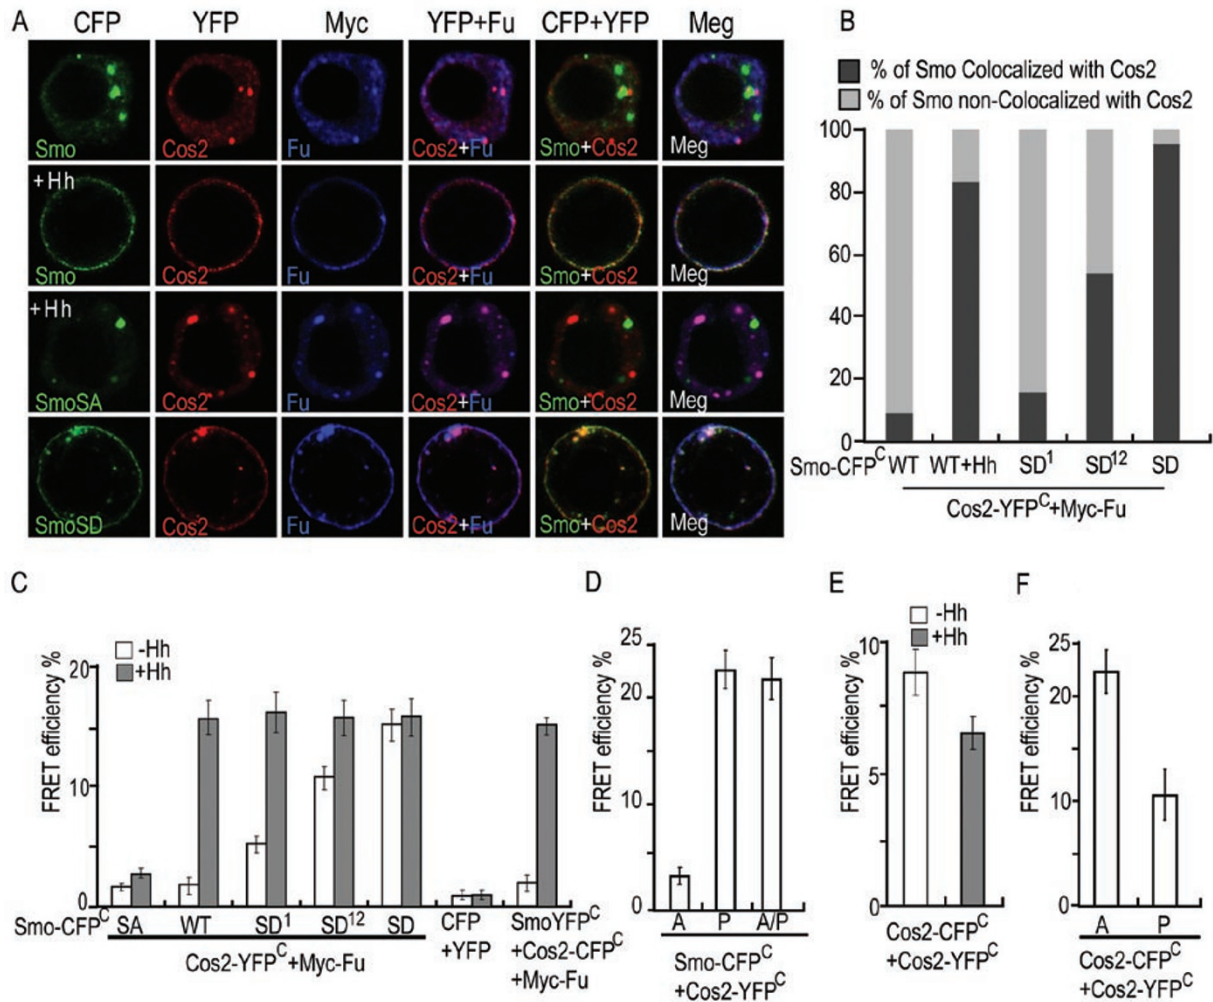 A
CFP YFP Myc YFP+Fu CFP+YFP Meg
Smo Cos2 Fu Cos2+Fu Smo+Cos2 Meg
+Hh
Smo Cos2 Fu Cos2+Fu Smo+Cos2 Meg
+Hh
SmoSA Cos2 Fu Cos2+Fu Smo+Cos2 Meg
SmoSD Cos2 Fu Cos2+Fu Smo+Cos2 Meg
B
% of Smo Colocalized with Cos2
% of Smo non-Colocalized with Cos2
100
80
60
40
20
0
Smo-CFP^C WT WT+Hh SD^1 SD^12 SD
Cos2-YFP^C+Myc-Fu
C
-Hh
+Hh
FRET efficiency %
20
10
0
Smo-CFP^C SA WT SD^1 SD^12 SD
Cos2-YFP^C+Myc-Fu
CFP
+YFP
SmoYFP^C
+Cos2-CFP^C
+Myc-Fu
D
FRET efficiency %
25
20
10
0
A P A/P
Smo-CFP^C
+Cos2-YFP^C
E
-Hh
+Hh
FRET efficiency %
10
5
0
Cos2-CFP^C
+Cos2-YFP^C
F
FRET efficiency %
25
20
10
0
A P
Cos2-CFP^C
+Cos2-YFP^C